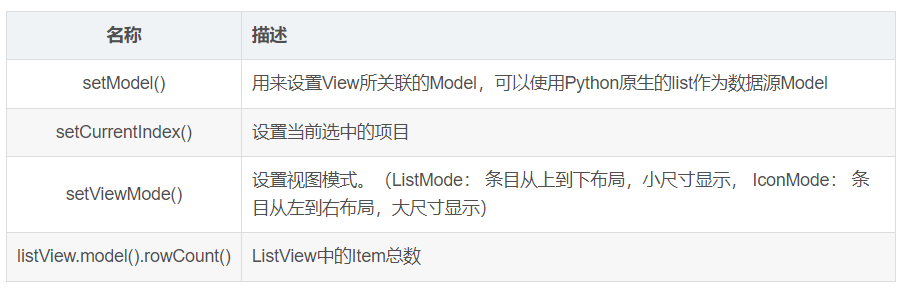 名称 描述
setModel() 用来设置View所关联的Model，可以使用Python原生的list作为数据源Model
setCurrentIndex() 设置当前选中的项目
setViewMode() 设置视图模式。（ListMode： 条目从上到下布局，小尺寸显示， IconMode： 条
目从左到右布局，大尺寸显示）
listView.model().rowCount() ListView中的Item总数